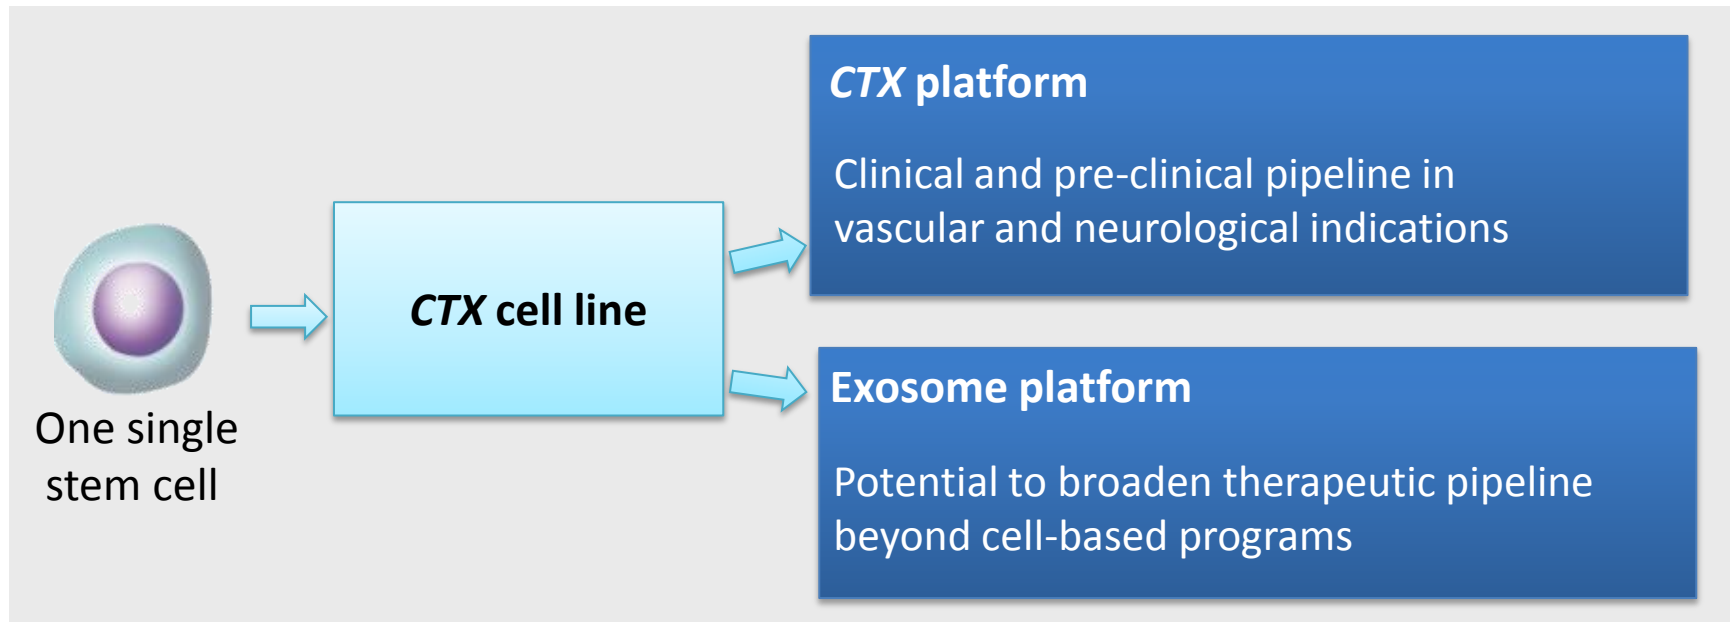 One single
stem cell
CTX cell line
CTX platform
Clinical and pre-clinical pipeline in
vascular and neurological indications
Exosome platform
Potential to broaden therapeutic pipeline
beyond cell-based programs